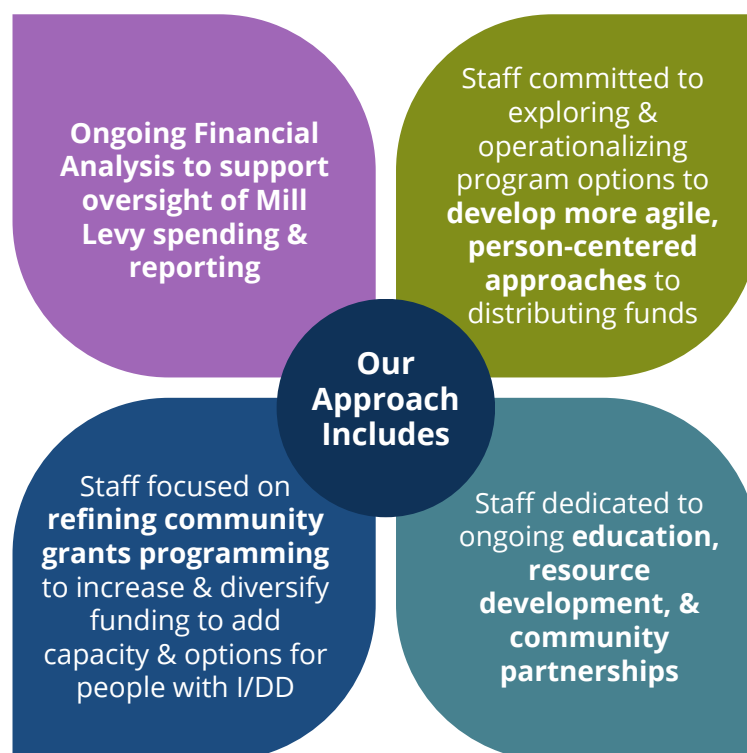 Ongoing Financial
Analysis to support
oversight of Mill
Levy spending &
reporting
Staff committed to
exploring &
operationalizing
program options to
develop more agile,
person-centered
approaches to
distributing funds
Our
Approach
Includes
Staff focused on
refining community
grants programming
to increase & diversify
funding to add
capacity & options for
people with I/DD
Staff dedicated to
ongoing education,
resource
development, &
community
partnerships